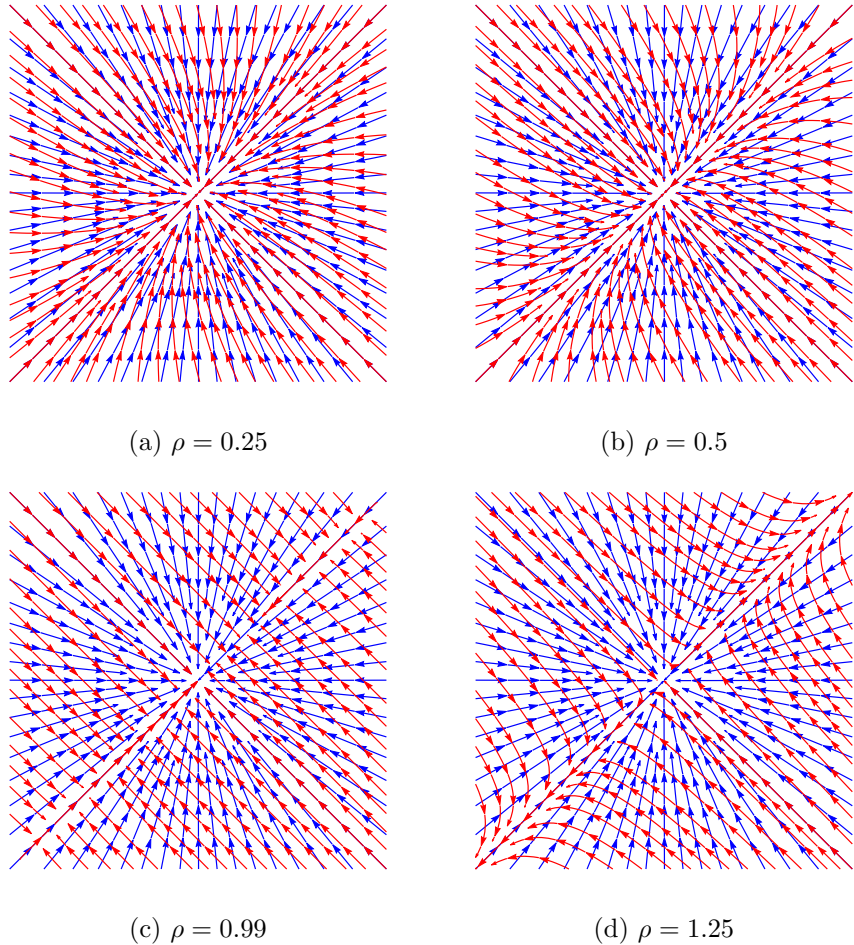 (a) ρ = 0.25
(b) ρ = 0.5
(c) ρ = 0.99
(d) ρ = 1.25